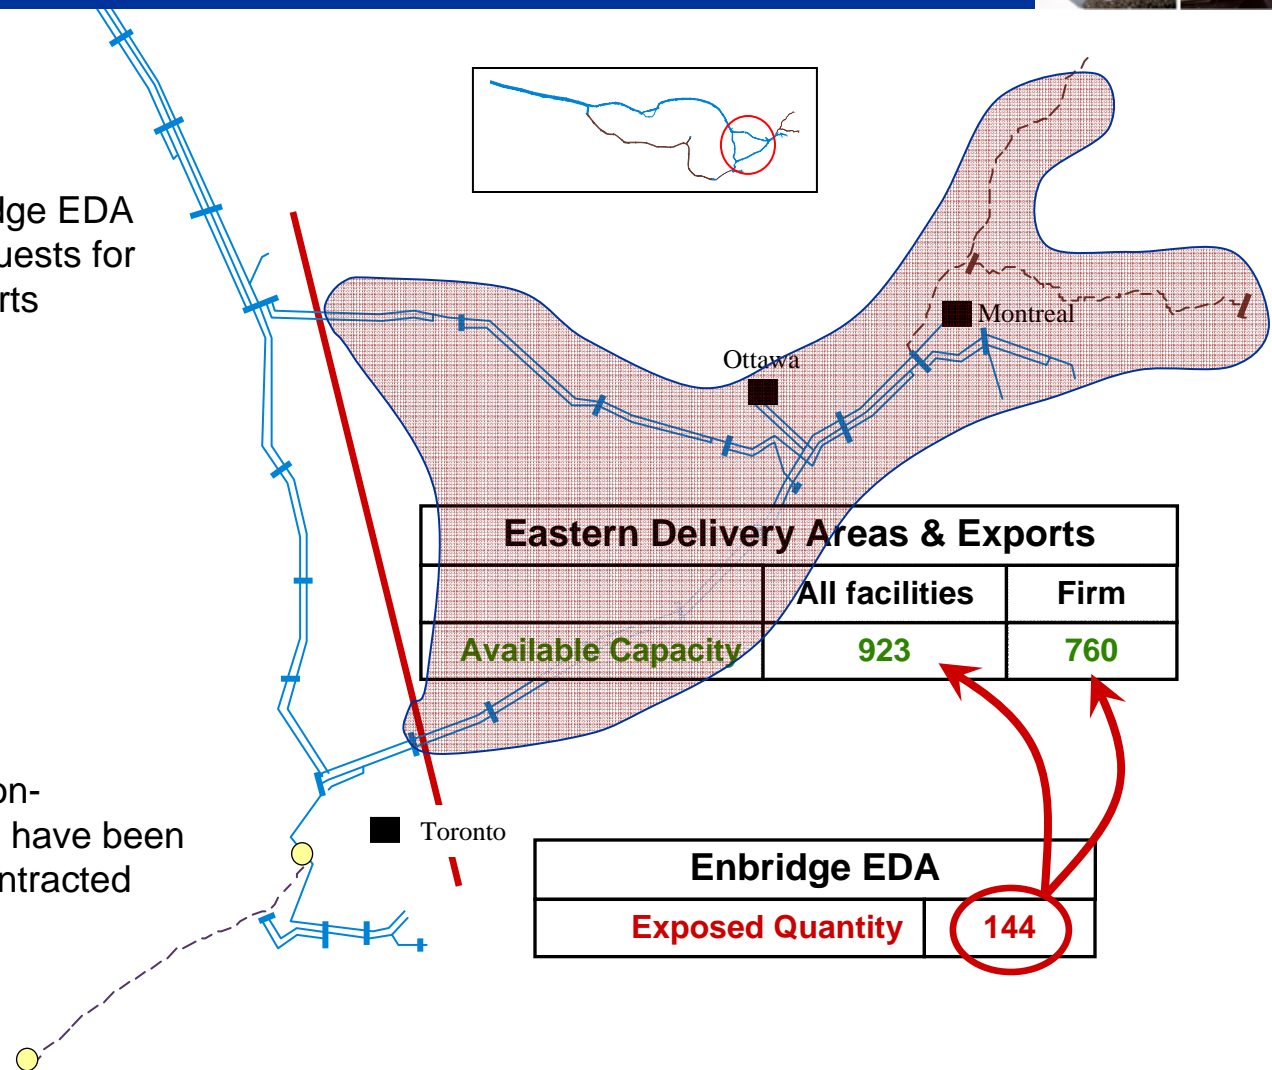 dge EDA
uests for
rts
Montreal
Ottawa
Eastern Delivery Areas & Exports
All facilities Firm
Available Capacity 923 760
on-
have been
ntracted
Toronto
Enbridge EDA
Exposed Quantity 144